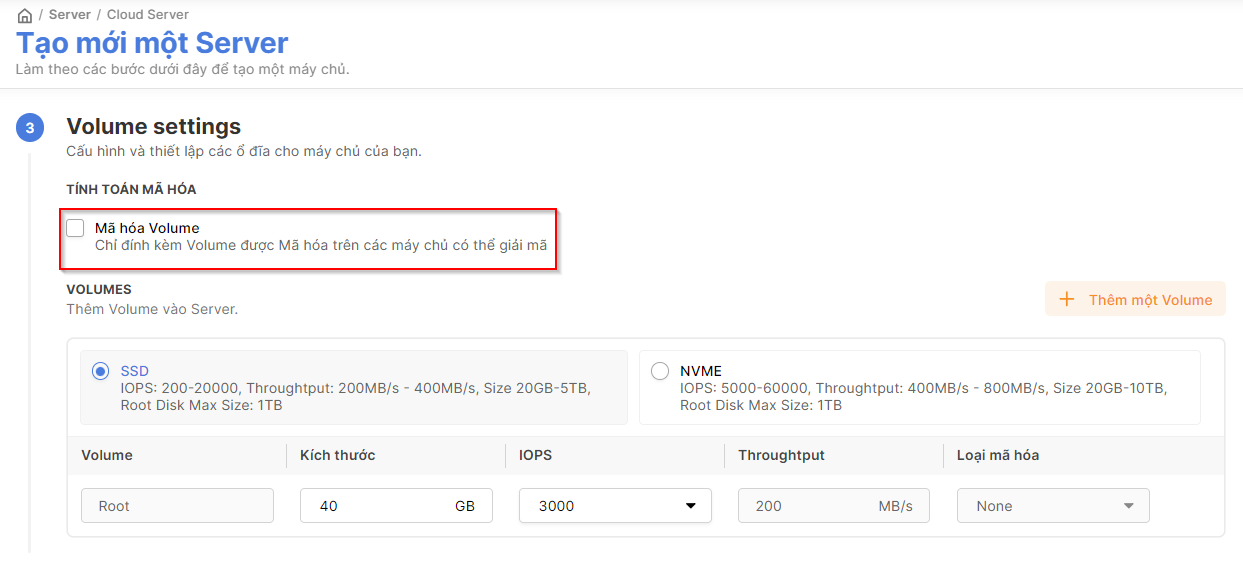 / Server / Cloud Server
Tạo mới một Server
Làm theo các bước dưới đây để tạo một máy chủ.
3 Volume settings
Cấu hình và thiết lập các ổ đĩa cho máy chủ của bạn.
TÍNH TOÁN MÃ HÓA
Mã hóa Volume
Chỉ đính kèm Volume được Mã hóa trên các máy chủ có thể giải mã
VOLUMES
Thêm Volume vào Server.
+ Thêm một Volume
SSD
IOPS: 200-20000, Throughtput: 200MB/s - 400MB/s, Size 20GB-5TB,
Root Disk Max Size: 1TB
NVME
IOPS: 5000-60000, Throughtput: 400MB/s - 800MB/s, Size 20GB-10TB,
Root Disk Max Size: 1TB
Volume Kích thước IOPS Throughtput Loại mã hóa
Root 40 GB 3000 200 MB/s None